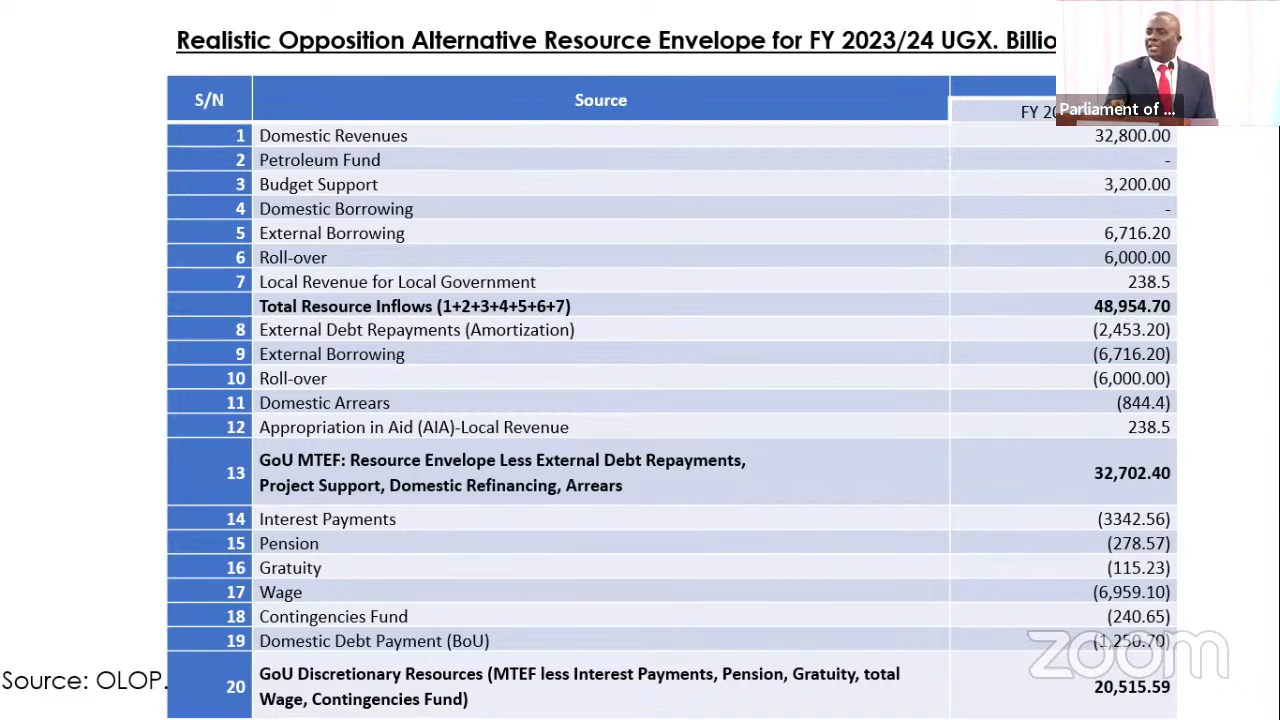 Realistic Opposition Alternative Resource Envelope for FY 2023/24 UGX. Billio
Parliament of ...
S/N Source
FY 20
1 Domestic Revenues 32,800.00
2 Petroleum Fund -
3 Budget Support 3,200.00
4 Domestic Borrowing -
5 External Borrowing 6,716.20
6 Roll-over 6,000.00
7 Local Revenue for Local Government 238.5
Total Resource Inflows (1+2+3+4+5+6+7) 48,954.70
8 External Debt Repayments (Amortization) (2,453.20)
9 External Borrowing (6,716.20)
10 Roll-over (6,000.00)
11 Domestic Arrears (844.4)
12 Appropriation in Aid (AIA)-Local Revenue 238.5
GoU MTEF: Resource Envelope Less External Debt Repayments,
13 Project Support, Domestic Refinancing, Arrears 32,702.40
14 Interest Payments (3342.56)
15 Pension (278.57)
16 Gratuity (115.23)
17 Wage (6,959.10)
18 Contingencies Fund (240.65)
19 Domestic Debt Payment (BoU) (1,250.70)
zoom
GoU Discretionary Resources (MTEF less Interest Payments, Pension, Gratuity, total
20 Wage, Contingencies Fund) 20,515.59
Source: OLOP.